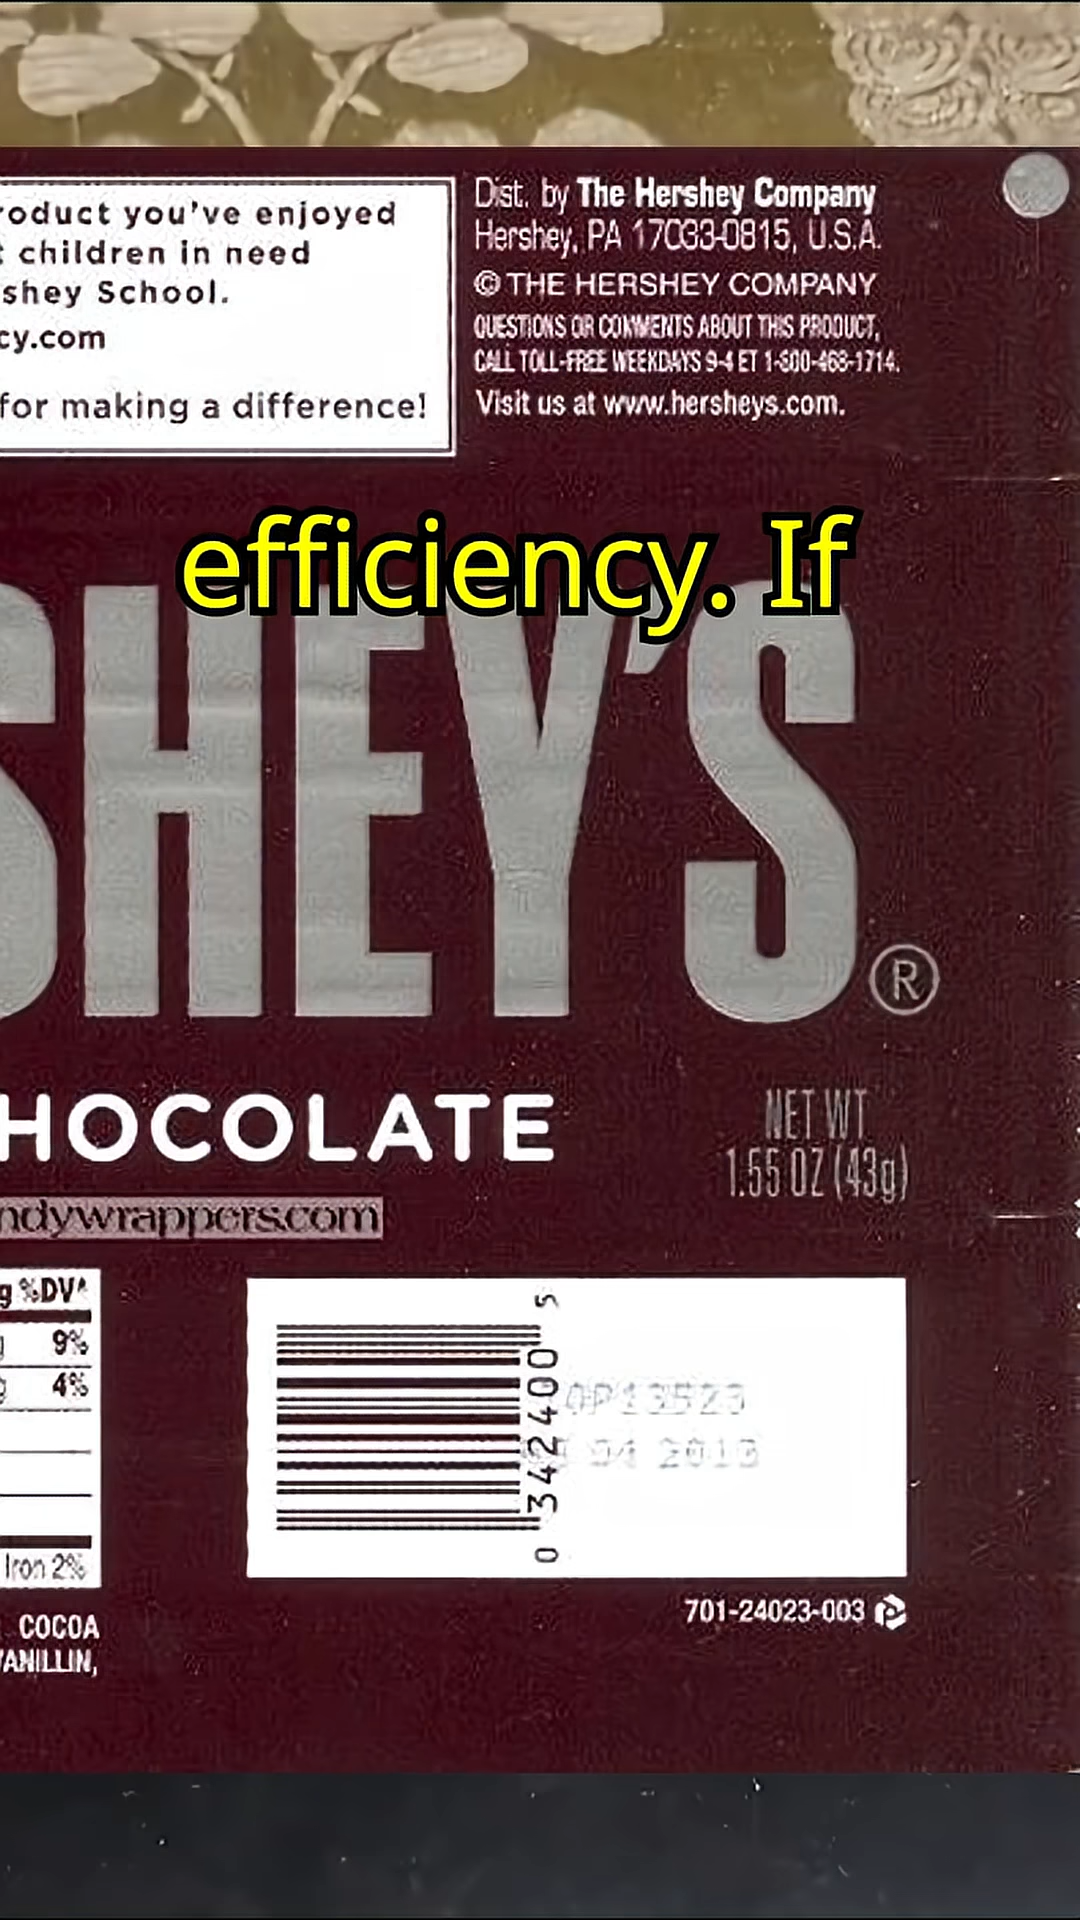 roduct you've enjoyed
t children in need
shey School.
cy.com
for making a difference!
Dist. by The Hershey Company
Hershey, PA 17033-0815, U.S.A.
© THE HERSHEY COMPANY
QUESTIONS OR COMMENTS ABOUT THIS PRODUCT,
CALL TOLL-FREE WEEKDAYS 9-4 ET 1-800-468-1714.
Visit us at www.hersheys.com.
efficiency. If
SHEY'S®
HOCOLATE
NET WT
1.55 OZ (43g)
ndywrappers.com
g %DV*
9%
4%
Iron 2%
COCOA
VANILLIN,
0 342400 5
04 2013
701-24023-003